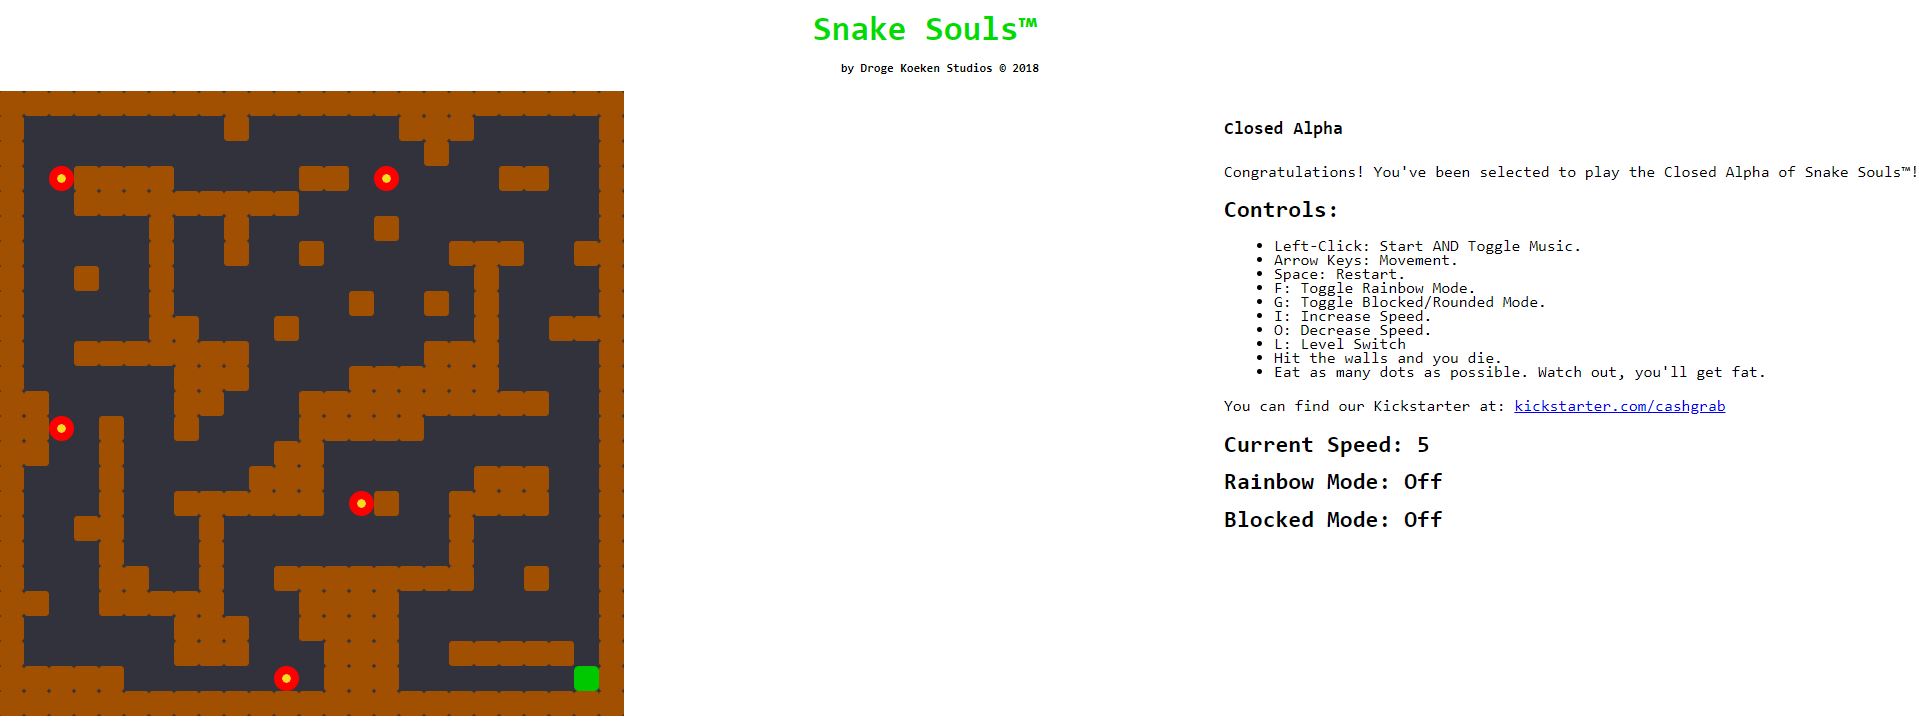 Snake Souls™
by Droge Koeken Studios © 2018
Closed Alpha
Congratulations! You've been selected to play the Closed Alpha of Snake Souls™!
Controls:
• Left-Click: Start AND Toggle Music.
• Arrow Keys: Movement.
• Space: Restart.
• F: Toggle Rainbow Mode.
• G: Toggle Blocked/Rounded Mode.
• I: Increase Speed.
• O: Decrease Speed.
• L: Level Switch
• Hit the walls and you die.
• Eat as many dots as possible. Watch out, you'll get fat.
You can find our Kickstarter at: kickstarter.com/cashgrab
Current Speed: 5
Rainbow Mode: Off
Blocked Mode: Off